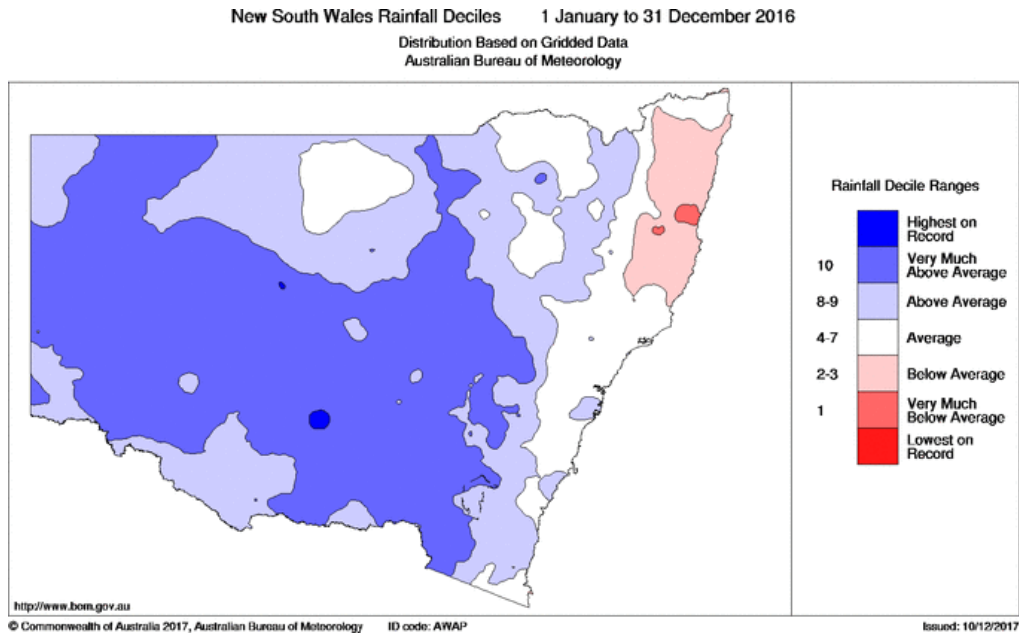 New South Wales Rainfall Deciles 1 January to 31 December 2016
Distribution Based on Gridded Data
Australian Bureau of Meteorology
Rainfall Decile Ranges
Highest on
Record
10 Very Much
Above Average
8-9 Above Average
4-7 Average
2-3 Below Average
1 Very Much
Below Average
Lowest on
Record
http://www.bom.gov.au
© Commonwealth of Australia 2017, Australian Bureau of Meteorology ID code: AWAP Issued: 10/12/2017